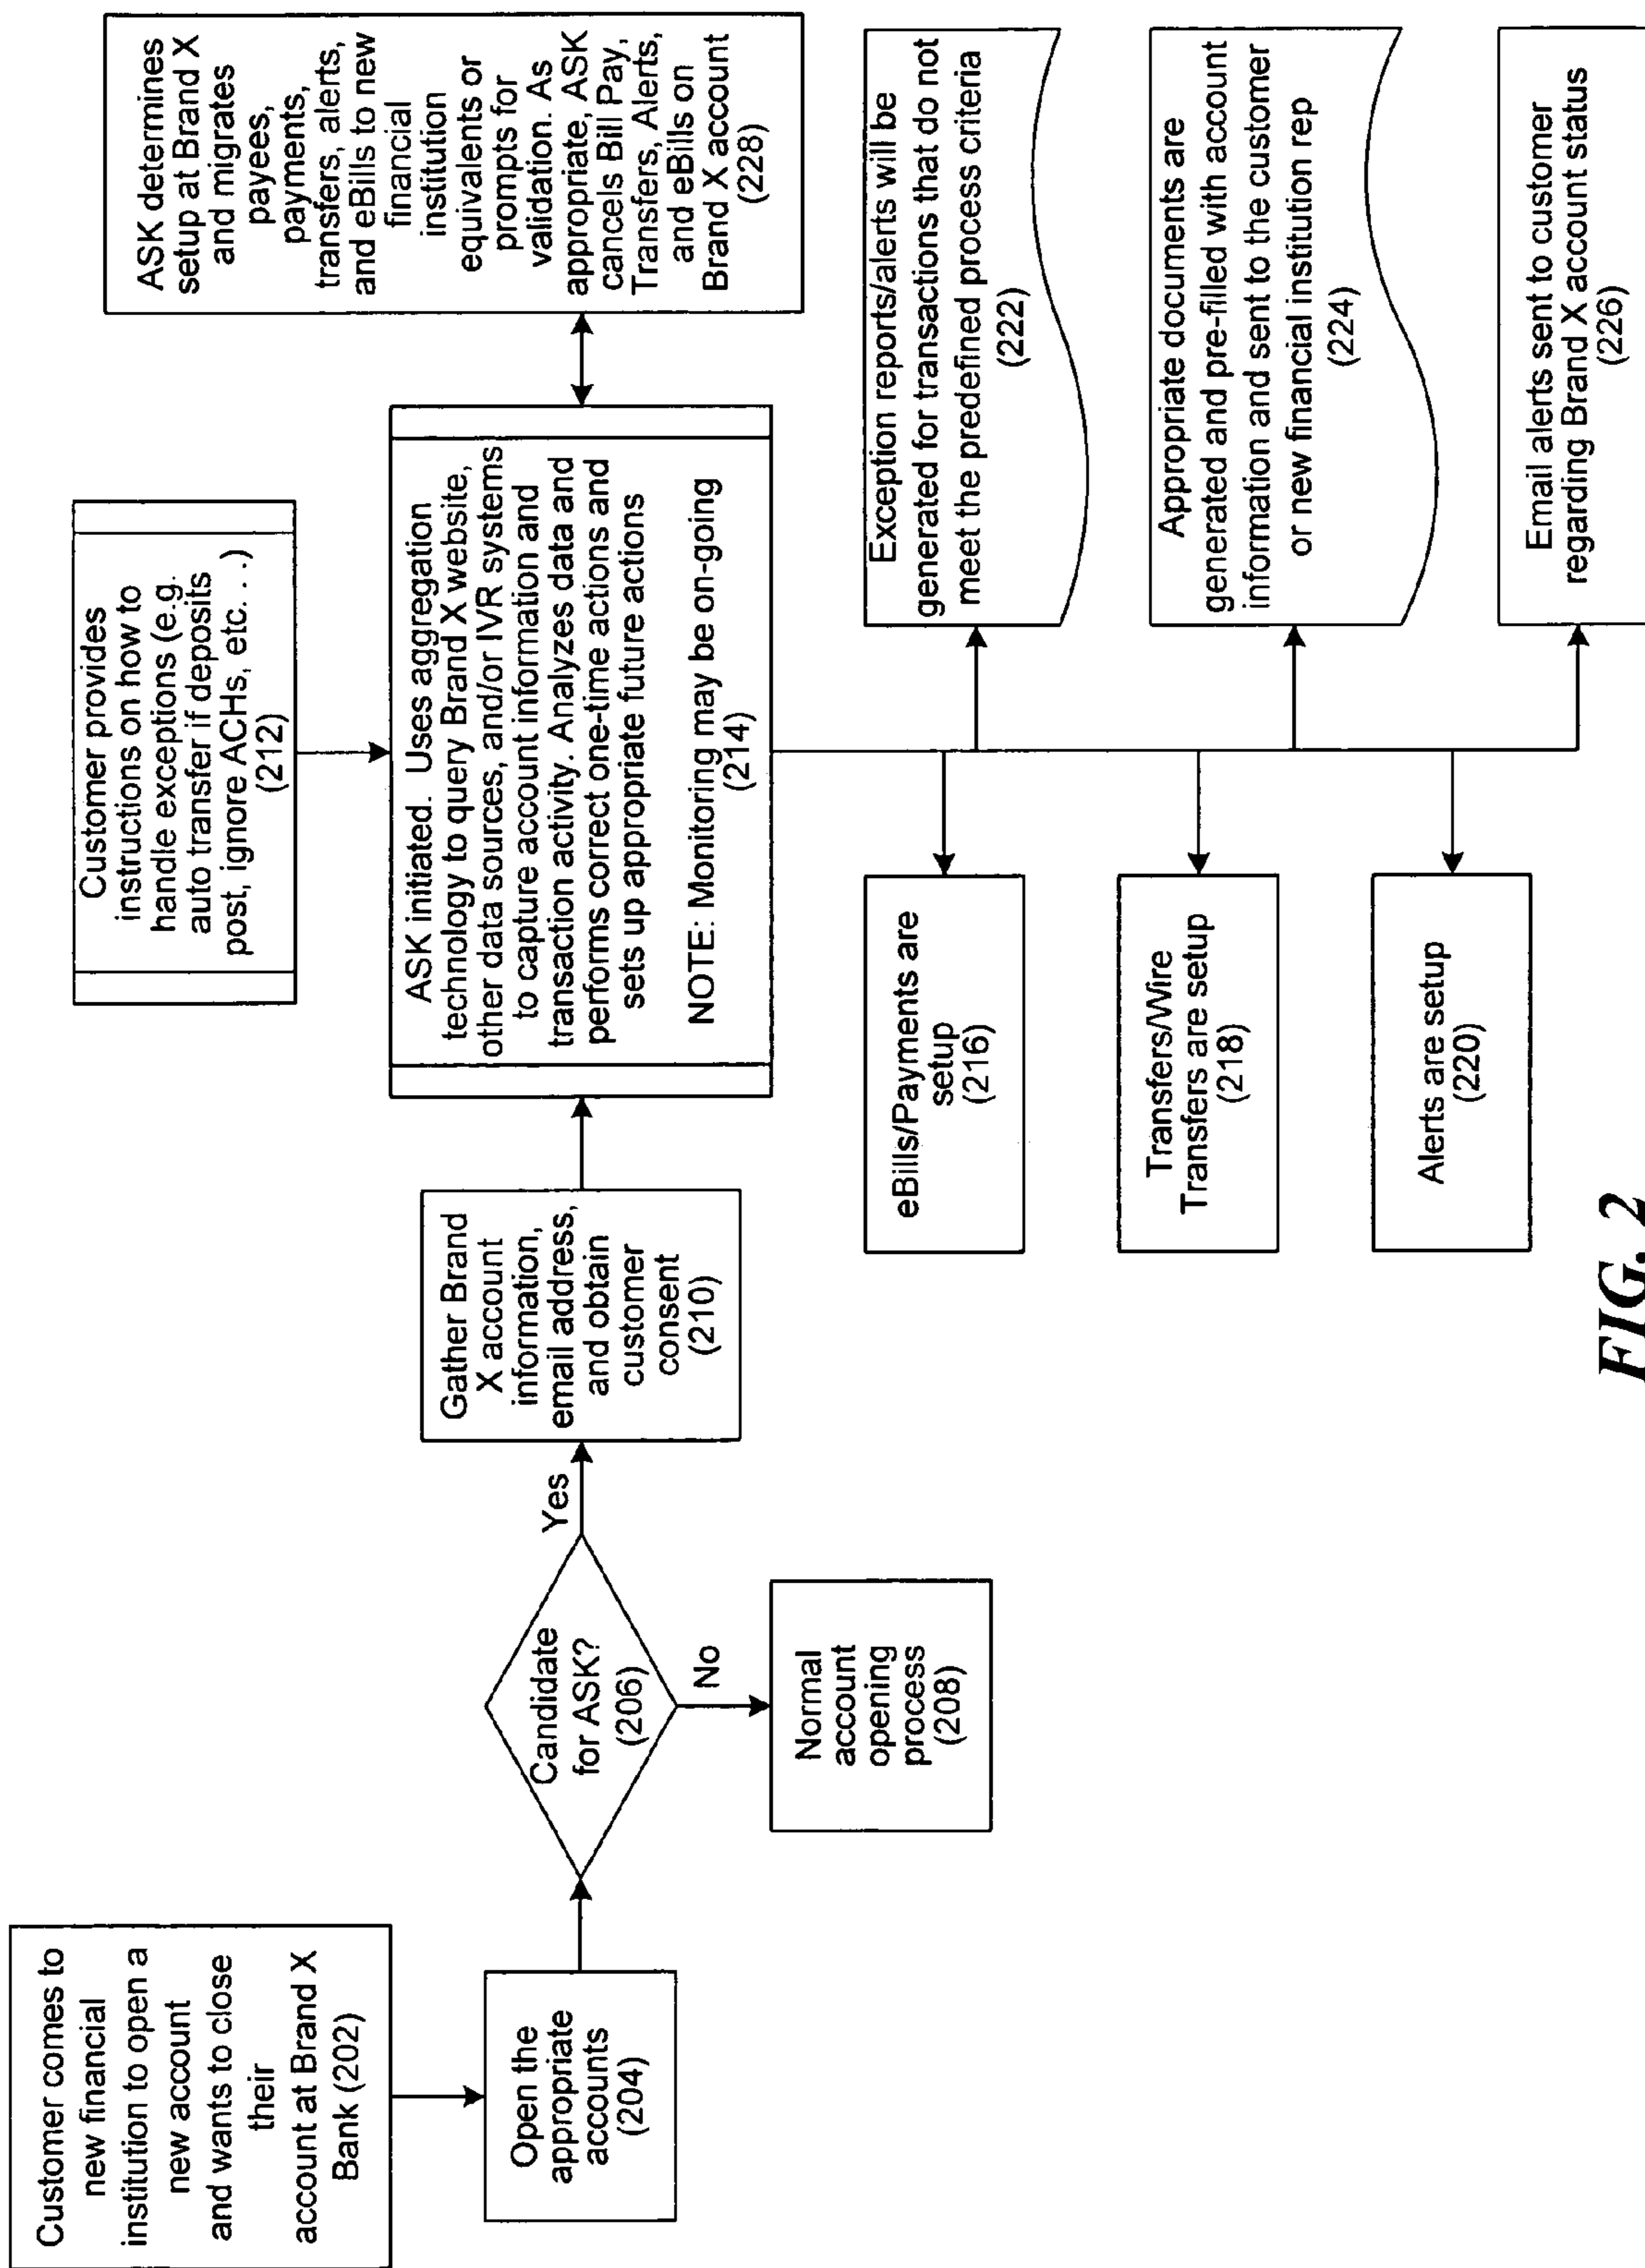 Customer comes to
new financial
institution to open a
new account
and wants to close
their
account at Brand X
Bank (202)
Open the
appropriate
accounts
(204)
Candidate
for ASK?
(206)
Yes
No
Normal
account
opening
process
(208)
Gather Brand
X account
information,
email address,
and obtain
customer
consent
(210)
Customer provides
instructions on how to
handle exceptions (e.g.
auto transfer if deposits
post, ignore ACHs, etc. . .)
(212)
ASK initiated. Uses aggregation
technology to query Brand X website,
other data sources, and/or IVR systems
to capture account information and
transaction activity. Analyzes data and
performs correct one-time actions and
sets up appropriate future actions
NOTE: Monitoring may be on-going
(214)
ASK determines
setup at Brand X
and migrates
payees,
payments,
transfers, alerts,
and eBills to new
financial
institution
equivalents or
prompts for
validation. As
appropriate, ASK
cancels Bill Pay,
Transfers, Alerts,
and eBills on
Brand X account
(228)
eBills/Payments are
setup
(216)
Transfers/Wire
Transfers are setup
(218)
Alerts are setup
(220)
Exception reports/alerts will be
generated for transactions that do not
meet the predefined process criteria
(222)
Appropriate documents are
generated and pre-filled with account
information and sent to the customer
or new financial institution rep
(224)
Email alerts sent to customer
regarding Brand X account status
(226)
FIG. 2